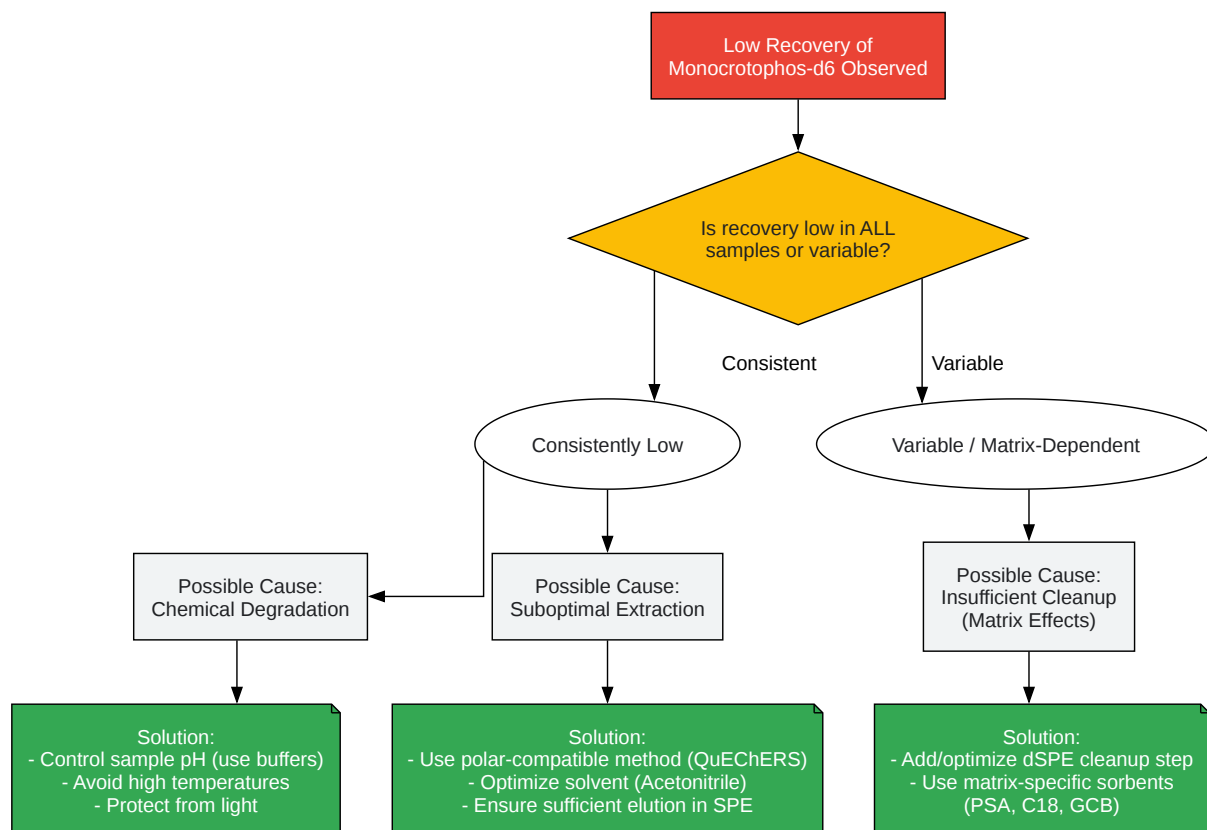 Low Recovery of
Monocrotophos-d6 Observed
Is recovery low in ALL
samples or variable?
Consistent
Variable
Consistently Low
Variable / Matrix-Dependent
Possible Cause:
Chemical Degradation
Possible Cause:
Suboptimal Extraction
Possible Cause:
Insufficient Cleanup
(Matrix Effects)
Solution:
- Control sample pH (use buffers)
- Avoid high temperatures
- Protect from light
Solution:
- Use polar-compatible method (QuEChERS)
- Optimize solvent (Acetonitrile)
- Ensure sufficient elution in SPE
Solution:
- Add/optimize dSPE cleanup step
- Use matrix-specific sorbents
(PSA, C18, GCB)